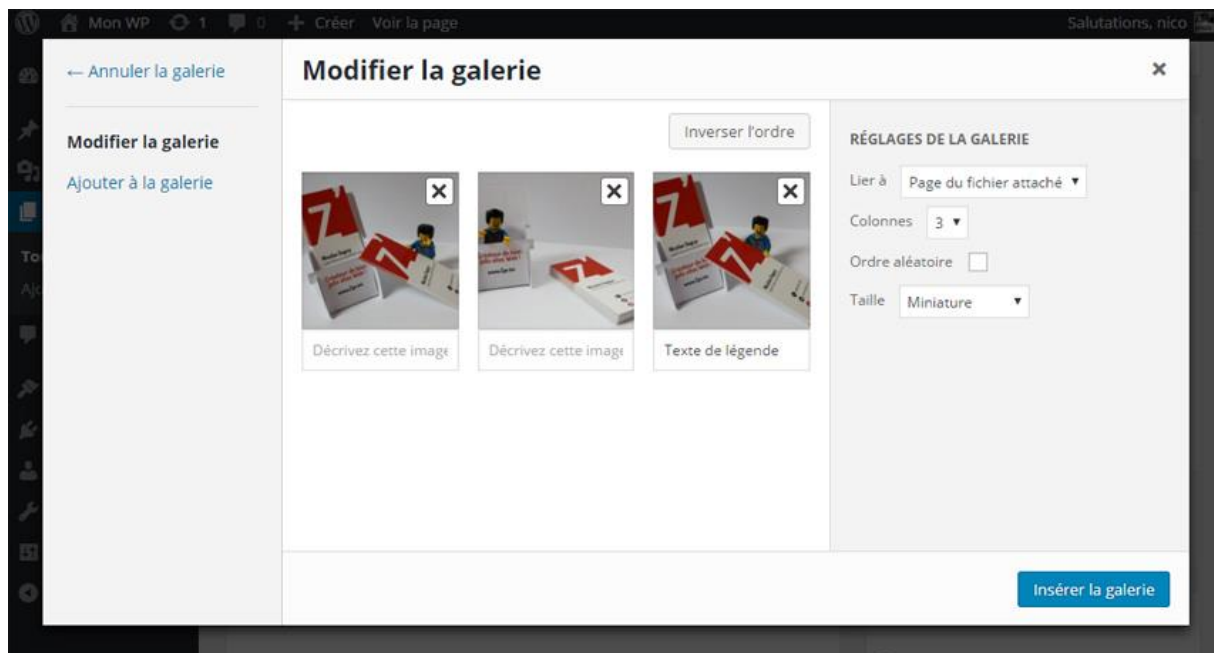 Mon WP 1 0 + Créer Voir la page Salutations, nico
← Annuler la galerie
Modifier la galerie
Ajouter à la galerie
Modifier la galerie
Inverser l'ordre
Décrivez cette image
Décrivez cette image
Texte de légende
RÉGLAGES DE LA GALERIE
Lier à Page du fichier attaché
Colonnes 3
Ordre aléatoire
Taille Miniature
Insérer la galerie